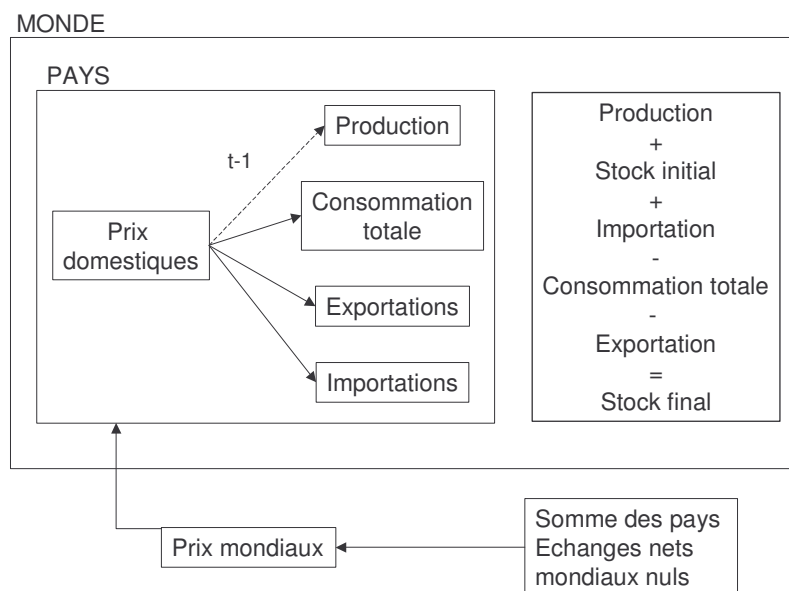 MONDE
PAYS
Production
t-1
Consommation
totale
Prix
domestiques
Exportations
Importations
Production
+
Stock initial
+
Importation
-
Consommation totale
-
Exportation
=
Stock final
Prix mondiaux
Somme des pays
Echanges nets
mondiaux nuls